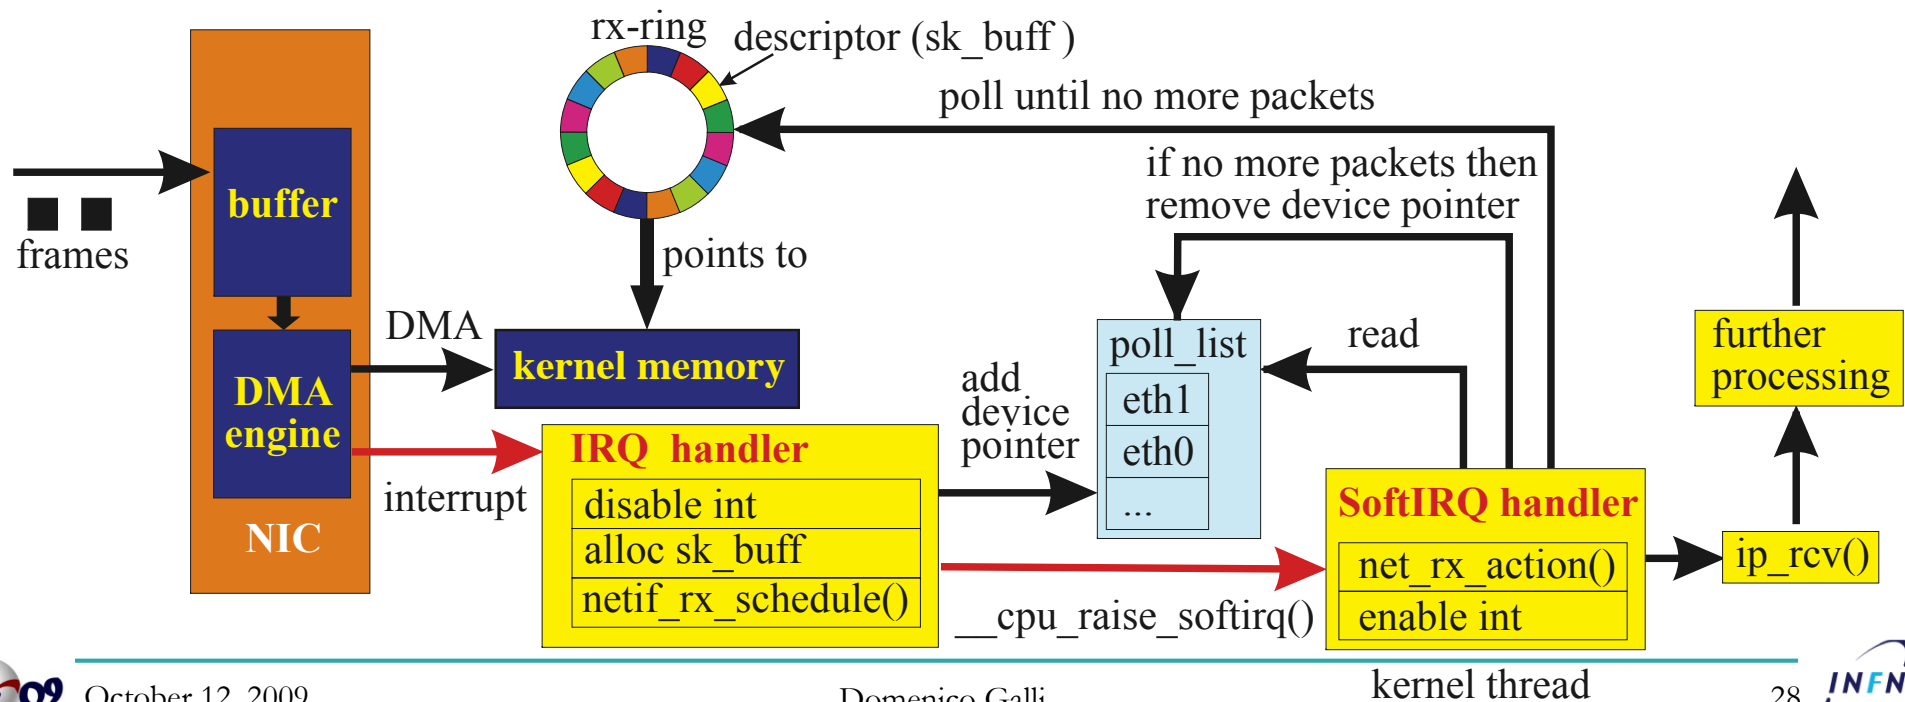 rx-ring
descriptor (sk_buff )
poll until no more packets
if no more packets then
remove device pointer
frames
buffer
points to
DMA
kernel memory
DMA
engine
interrupt
NIC
IRQ handler
disable int
alloc sk_buff
netif_rx_schedule()
add
device
pointer
poll_list
eth1
eth0
...
read
__cpu_raise_softirq()
SoftIRQ handler
net_rx_action()
enable int
kernel thread
ip_rcv()
further
processing
09
October 12, 2009
Domenico Galli
28
INFN